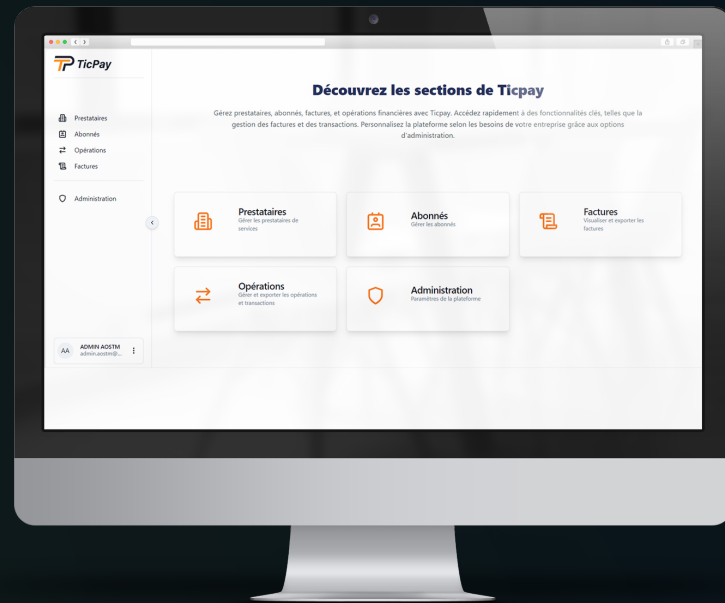 TicPay
Prestataires
Abonnés
Opérations
Factures
Administration
ADMIN AOSTM
AA
admin.aostm@...
Découvrez les sections de Ticpay
Gérez prestataires, abonnés, factures, et opérations financières avec Ticpay. Accédez rapidement à des fonctionnalités clés, telles que la
gestion des factures et des transactions. Personnalisez la plateforme selon les besoins de votre entreprise grâce aux options
d'administration.
Prestataires
Gérer les prestataires de
services
Abonnés
Gérer les abonnés
Factures
Visualiser et exporter les
factures
Opérations
Gérer et exporter les opérations
et transactions
Administration
Paramètres de la plateforme